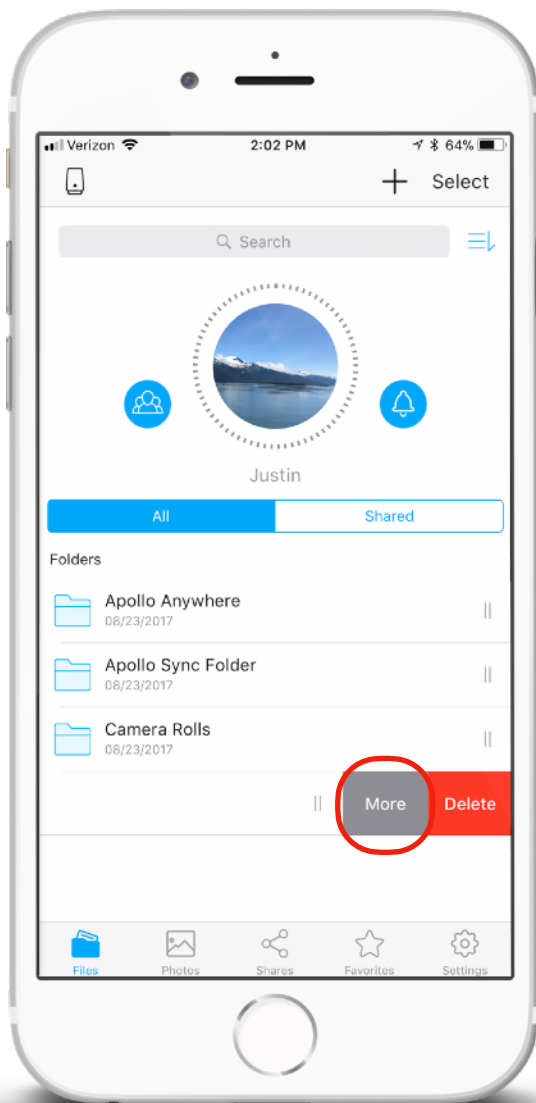 Verizon 2:02 PM 64%
Select
Search
Justin
All Shared
Folders
Apollo Anywhere
08/23/2017
Apollo Sync Folder
08/23/2017
Camera Rolls
08/23/2017
More Delete
Files Photos Shares Favorites Settings